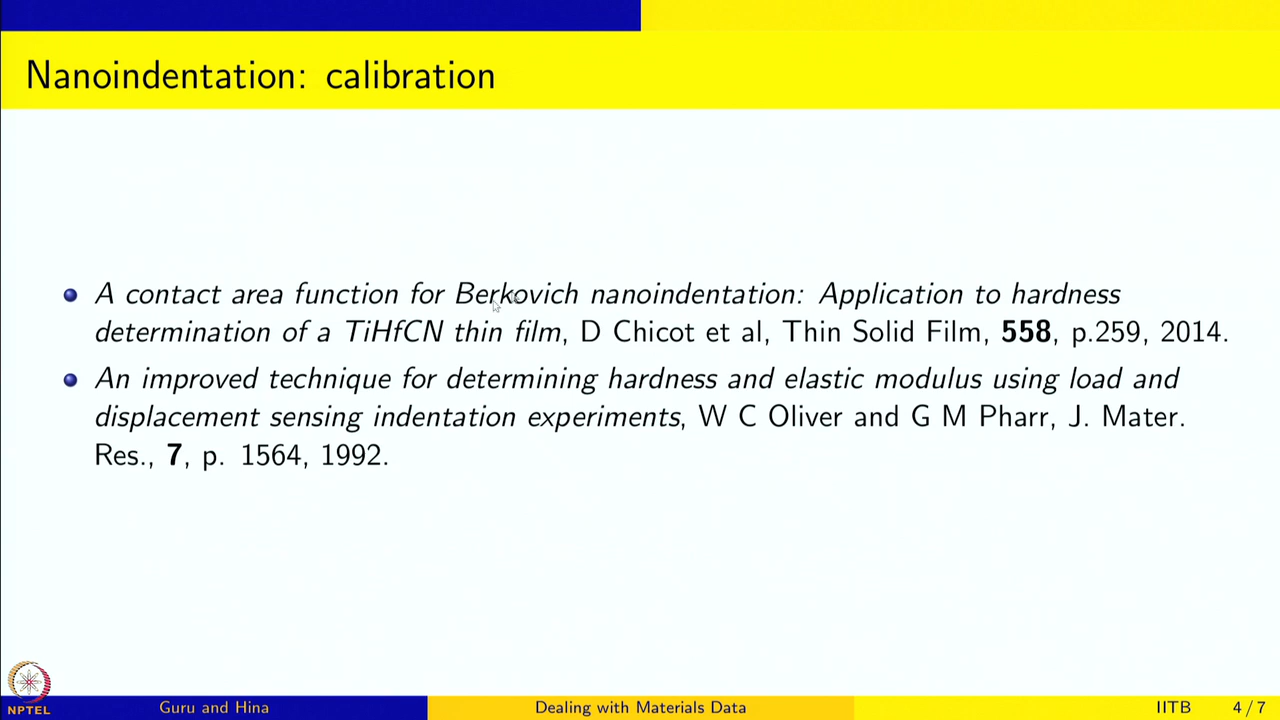 Nanoindentation: calibration
A contact area function for Berkovich nanoindentation: Application to hardness
determination of a TiHfCN thin film, D Chicot et al, Thin Solid Film, 558, p.259, 2014.
An improved technique for determining hardness and elastic modulus using load and
displacement sensing indentation experiments, W C Oliver and G M Pharr, J. Mater.
Res., 7, p. 1564, 1992.
NPTEL
Guru and Hina
Dealing with Materials Data
IITB
4 / 7